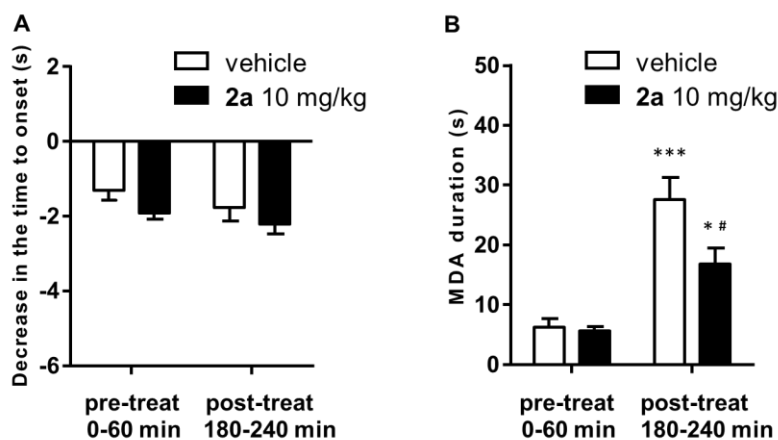 A
Decrease in the time to onset (s)
vehicle
2a 10 mg/kg
2
0
-2
-4
-6
pre-treat
0-60 min
post-treat
180-240 min
B
MDA duration (s)
vehicle
2a 10 mg/kg
50
40
30
20
10
0
***
* #
pre-treat
0-60 min
post-treat
180-240 min